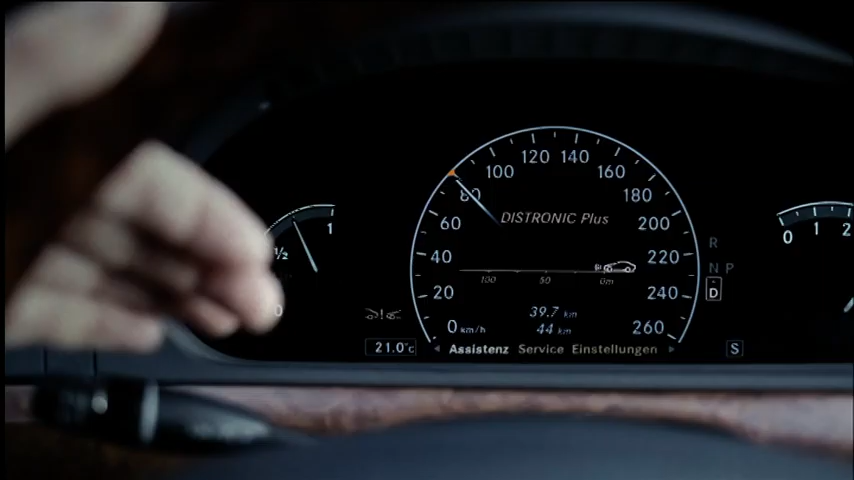 120 140
100 160
80 180
60 200
40 220
20 240
0 km/h 260
DISTRONIC Plus
100 50 0m
39.7 km
44 km
Assistenz Service Einstellungen
½ 1
0
21.0°C
R
N P
D
S
0 1 2